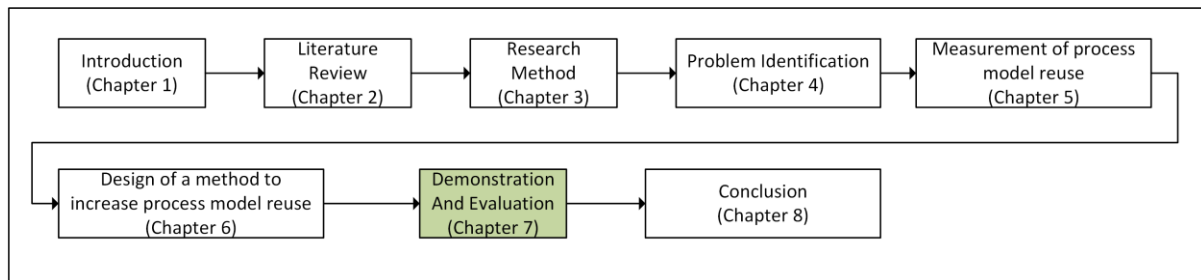 Introduction
(Chapter 1)
Literature
Review
(Chapter 2)
Research
Method
(Chapter 3)
Problem Identification
(Chapter 4)
Measurement of process
model reuse
(Chapter 5)
Design of a method to
increase process model reuse
(Chapter 6)
Demonstration
And Evaluation
(Chapter 7)
Conclusion
(Chapter 8)